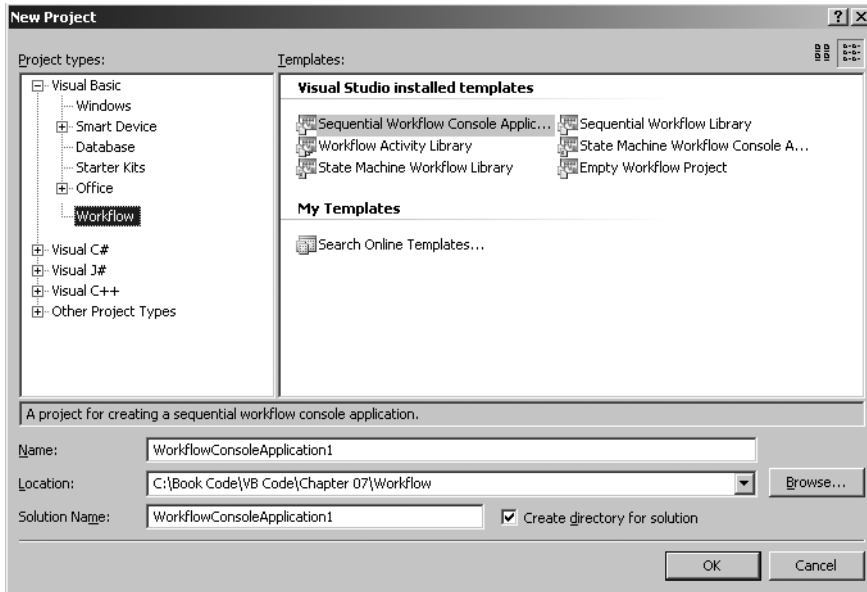 New Project
Project types:
Visual Basic
Windows
Smart Device
Database
Starter Kits
Office
Workflow
Visual C#
Visual J#
Visual C++
Other Project Types
Templates:
Visual Studio installed templates
Sequential Workflow Console Applic... Sequential Workflow Library
Workflow Activity Library State Machine Workflow Console A...
State Machine Workflow Library Empty Workflow Project
My Templates
Search Online Templates...
A project for creating a sequential workflow console application.
Name: WorkflowConsoleApplication1
Location: C:\Book Code\VB Code\Chapter 07\Workflow Browse...
Solution Name: WorkflowConsoleApplication1 Create directory for solution
OK Cancel